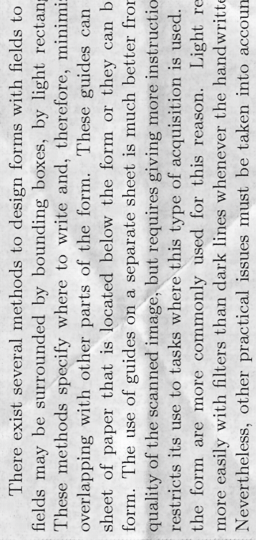 There exist several methods to design forms with fields to
fields may be surrounded by bounding boxes, by light rectang
These methods specify where to write and, therefore, minimi
overlapping with other parts of the form. These guides can
sheet of paper that is located below the form or they can b
form. The use of guides on a separate sheet is much better fro
quality of the scanned image, but requires giving more instructio
restricts its use to tasks where this type of acquisition is used.
the form are more commonly used for this reason. Light re
more easily with filters than dark lines whenever the handwritte
Nevertheless, other practical issues must be taken into accoun